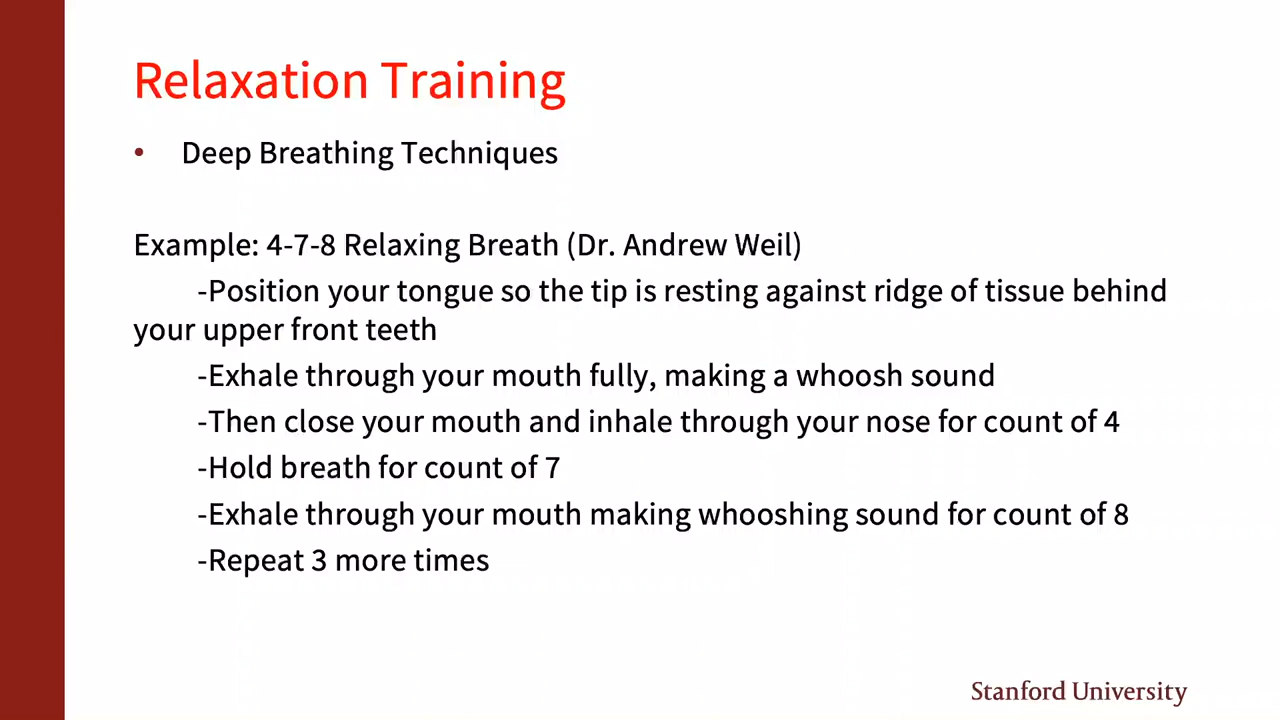 Relaxation Training
• Deep Breathing Techniques
Example: 4-7-8 Relaxing Breath (Dr. Andrew Weil)
-Position your tongue so the tip is resting against ridge of tissue behind
your upper front teeth
-Exhale through your mouth fully, making a whoosh sound
-Then close your mouth and inhale through your nose for count of 4
-Hold breath for count of 7
-Exhale through your mouth making whooshing sound for count of 8
-Repeat 3 more times
Stanford University